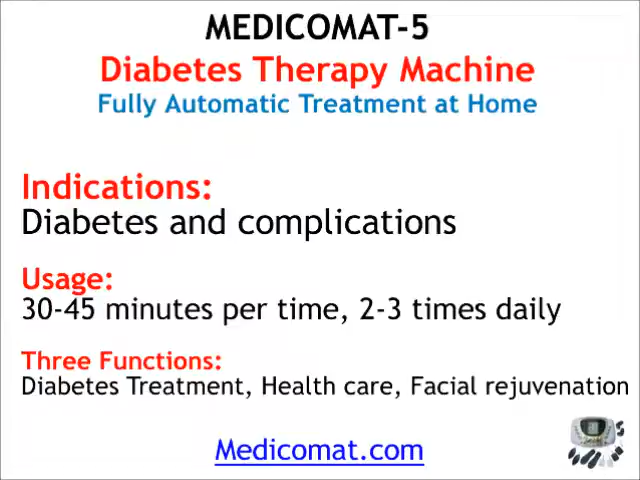 MEDICOMAT-5
Diabetes Therapy Machine
Fully Automatic Treatment at Home
Indications:
Diabetes and complications
Usage:
30-45 minutes per time, 2-3 times daily
Three Functions:
Diabetes Treatment, Health care, Facial rejuvenation
Medicomat.com